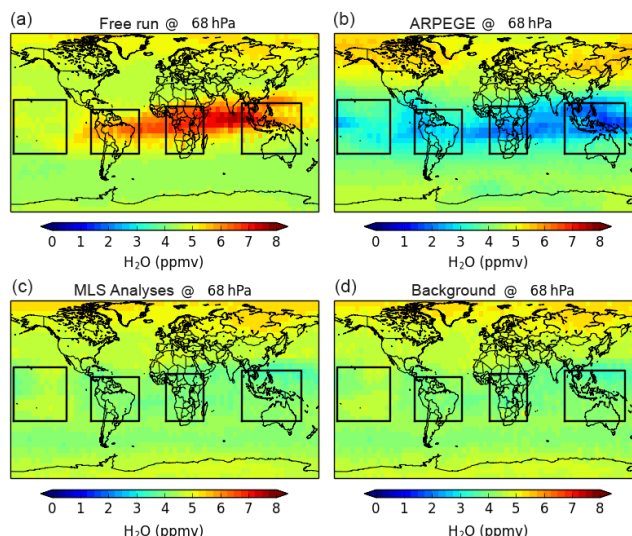 (a) Free run @ 68 hPa
(b) ARPEGE @ 68 hPa
0 1 2 3 4 5 6 7 8
H₂O (ppmv)
0 1 2 3 4 5 6 7 8
H₂O (ppmv)
(c) MLS Analyses @ 68 hPa
(d) Background @ 68 hPa
0 1 2 3 4 5 6 7 8
H₂O (ppmv)
0 1 2 3 4 5 6 7 8
H₂O (ppmv)